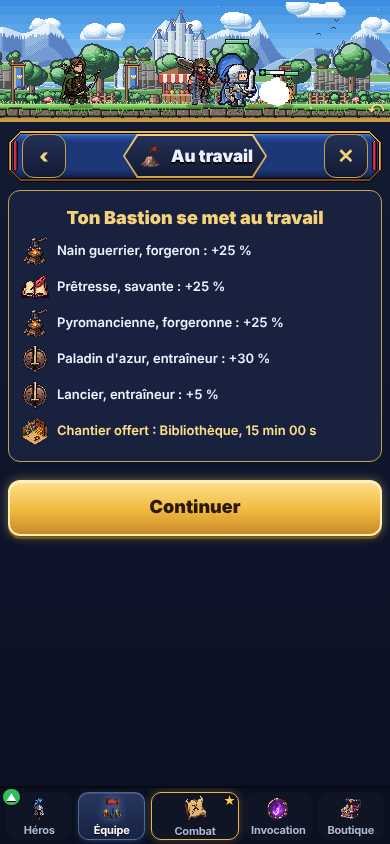 Au travail
Ton Bastion se met au travail
Nain guerrier, forgeron : +25 %
Prêtresse, savante : +25 %
Pyromancienne, forgeronne : +25 %
Paladin d'azur, entraîneur : +30 %
Lancier, entraîneur : +5 %
Chantier offert : Bibliothèque, 15 min 00 s
Continuer
Héros
Équipe
Combat
Invocation
Boutique